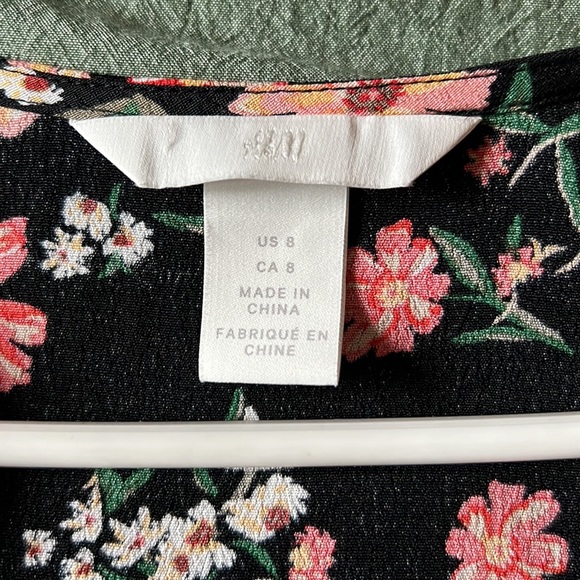 H&M
US 8
CA 8
MADE IN
CHINA
FABRIQUÉ EN
CHINE